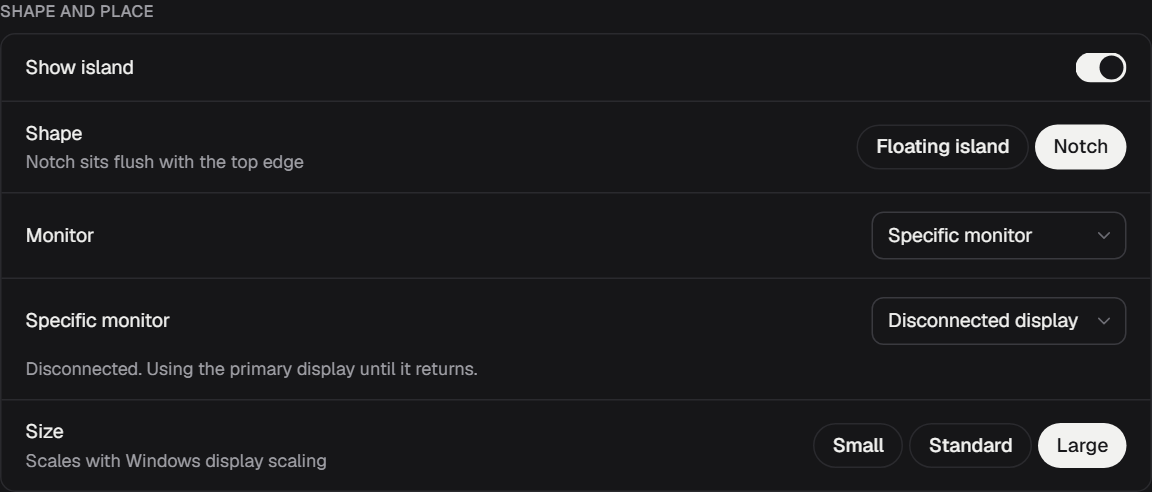 SHAPE AND PLACE
Show island
Shape
Notch sits flush with the top edge
Floating island
Notch
Monitor
Specific monitor
Specific monitor
Disconnected display
Disconnected. Using the primary display until it returns.
Size
Scales with Windows display scaling
Small
Standard
Large